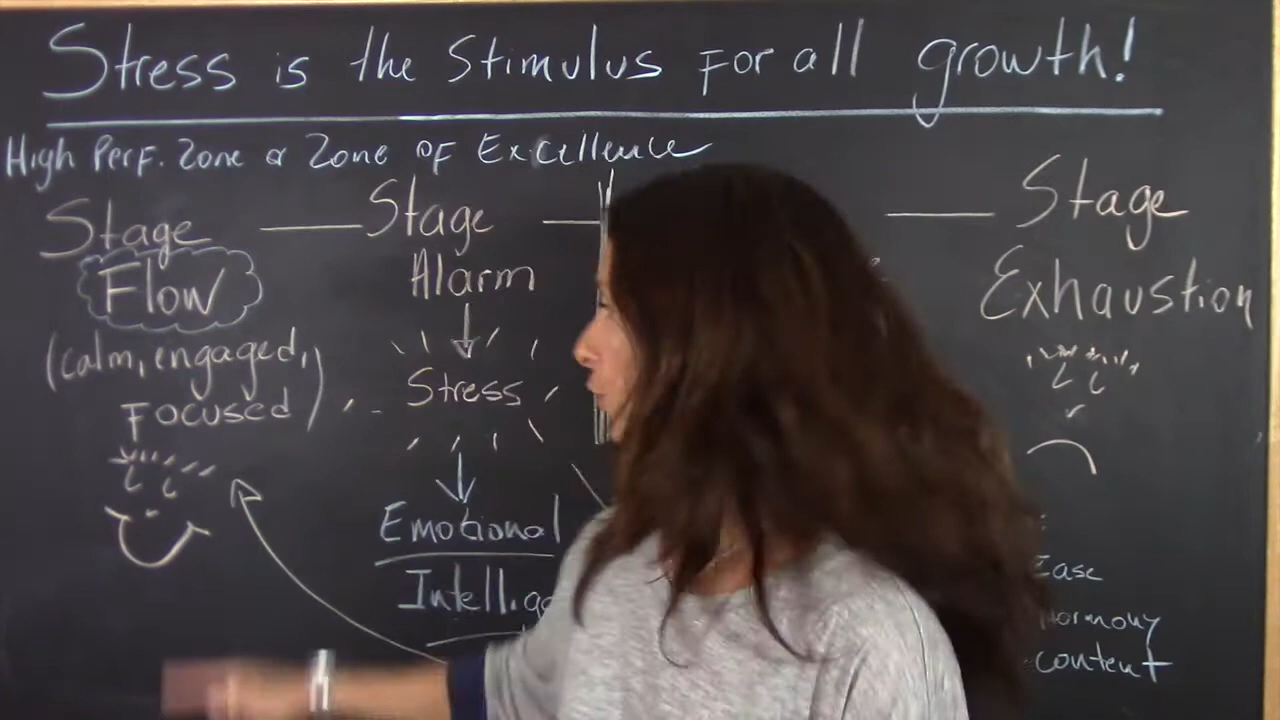 Stress is the Stimulus for all growth!
High Perf. Zone or Zone of Excellence
Stage
Flow
(calm, engaged,
Focused)
Stage
Alarm
Stress
Emotional
Stage
Exhaustion
Ease
Hormony
content